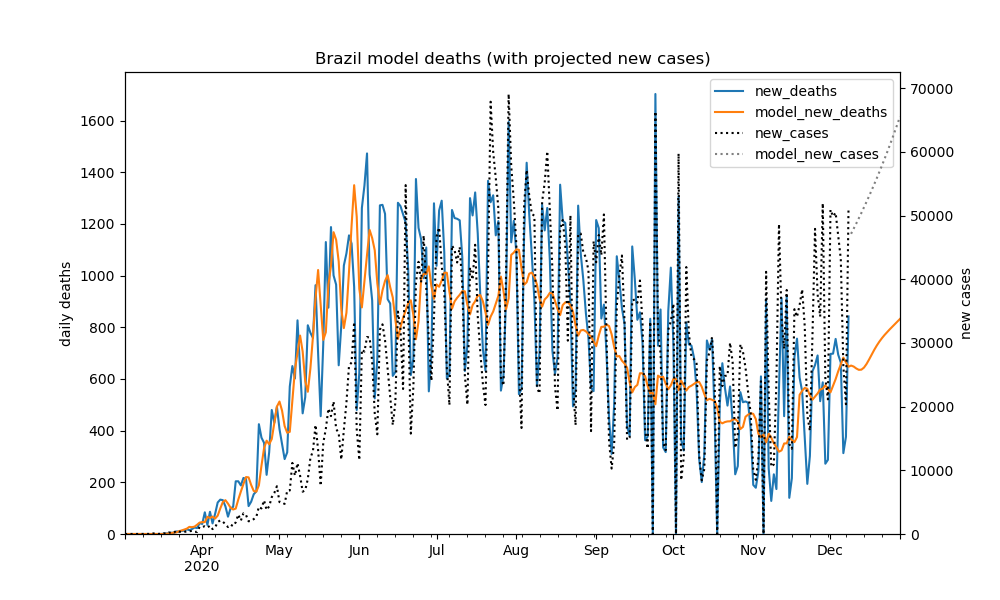 Brazil model deaths (with projected new cases)
new_deaths
model_new_deaths
new_cases
model_new_cases
daily deaths
1600
1400
1200
1000
800
600
400
200
0
new cases
70000
60000
50000
40000
30000
20000
10000
0
Apr
2020
May
Jun
Jul
Aug
Sep
Oct
Nov
Dec